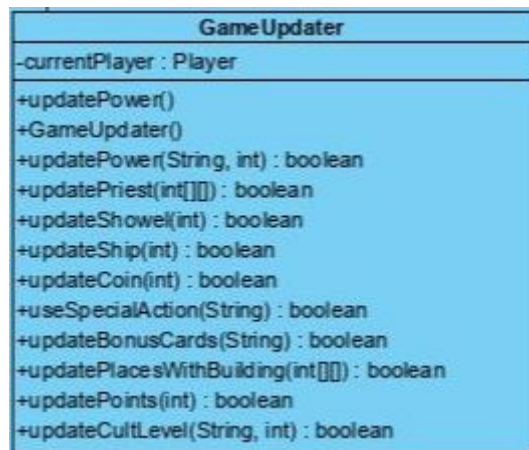 GameUpdater
-currentPlayer : Player
+updatePower()
+GameUpdater()
+updatePower(String, int) : boolean
+updatePriest(int[][]) : boolean
+updateShowel(int) : boolean
+updateShip(int) : boolean
+updateCoin(int) : boolean
+useSpecialAction(String) : boolean
+updateBonusCards(String) : boolean
+updatePlacesWithBuilding(int[][]) : boolean
+updatePoints(int) : boolean
+updateCultLevel(String, int) : boolean